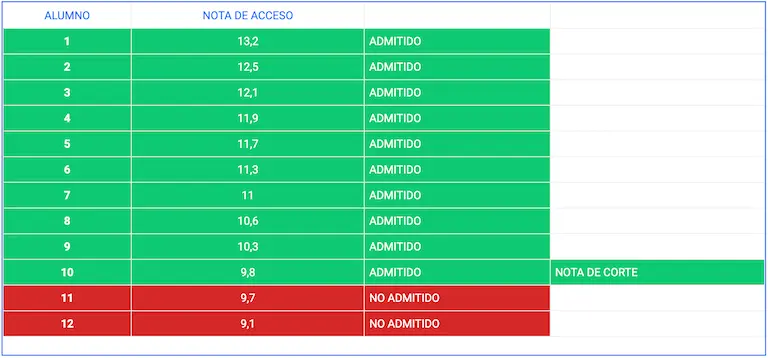 ALUMNO NOTA DE ACCESO
1 13,2 ADMITIDO
2 12,5 ADMITIDO
3 12,1 ADMITIDO
4 11,9 ADMITIDO
5 11,7 ADMITIDO
6 11,3 ADMITIDO
7 11 ADMITIDO
8 10,6 ADMITIDO
9 10,3 ADMITIDO
10 9,8 ADMITIDO NOTA DE CORTE
11 9,7 NO ADMITIDO
12 9,1 NO ADMITIDO